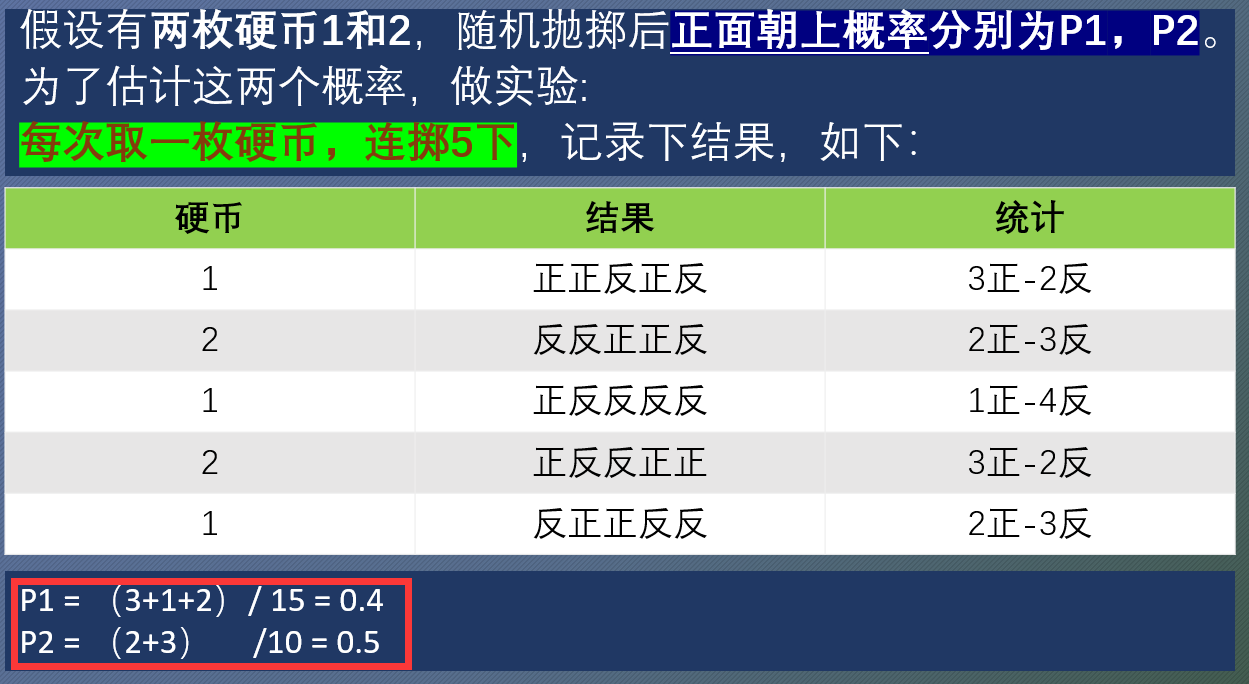 假设有两枚硬币1和2，随机抛掷后正面朝上概率分别为P1，P2。
为了估计这两个概率，做实验:
每次取一枚硬币，连掷5下，记录下结果，如下:
硬币 结果 统计
1 正正反正反 3正-2反
2 反反正正反 2正-3反
1 正反反反反 1正-4反
2 正反反正正 3正-2反
1 反正正反反 2正-3反
P1 = （3+1+2）/ 15 = 0.4
P2 = （2+3） /10 = 0.5